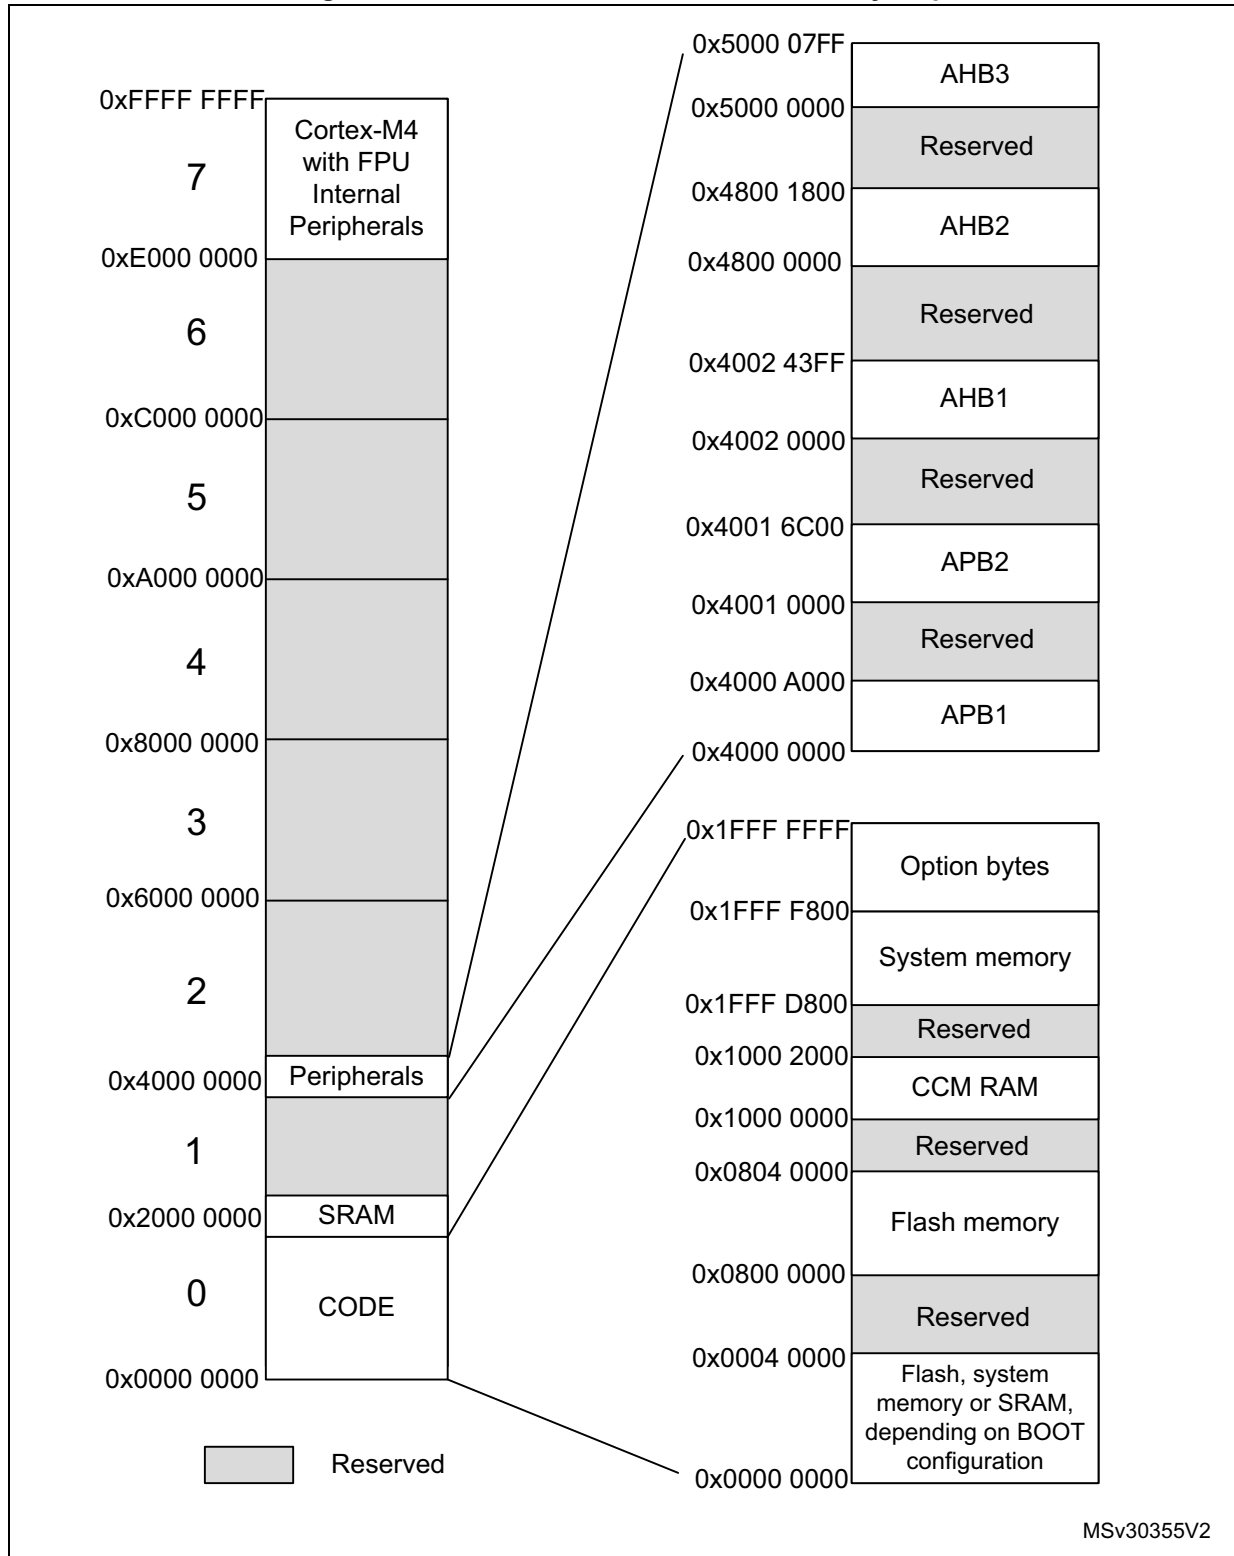 0xFFFF FFFF
Cortex-M4
with FPU
Internal
Peripherals
7
0xE000 0000
6
0xC000 0000
5
0xA000 0000
4
0x8000 0000
3
0x6000 0000
2
0x4000 0000
Peripherals
1
0x2000 0000
SRAM
0
CODE
0x0000 0000
Reserved
0x5000 07FF
AHB3
0x5000 0000
Reserved
0x4800 1800
AHB2
0x4800 0000
Reserved
0x4002 43FF
AHB1
0x4002 0000
Reserved
0x4001 6C00
APB2
0x4001 0000
Reserved
0x4000 A000
APB1
0x4000 0000
0x1FFF FFFF
Option bytes
0x1FFF F800
System memory
0x1FFF D800
Reserved
0x1000 2000
CCM RAM
0x1000 0000
Reserved
0x0804 0000
Flash memory
0x0800 0000
Reserved
0x0004 0000
Flash, system
memory or SRAM,
depending on BOOT
configuration
0x0000 0000
MSv30355V2